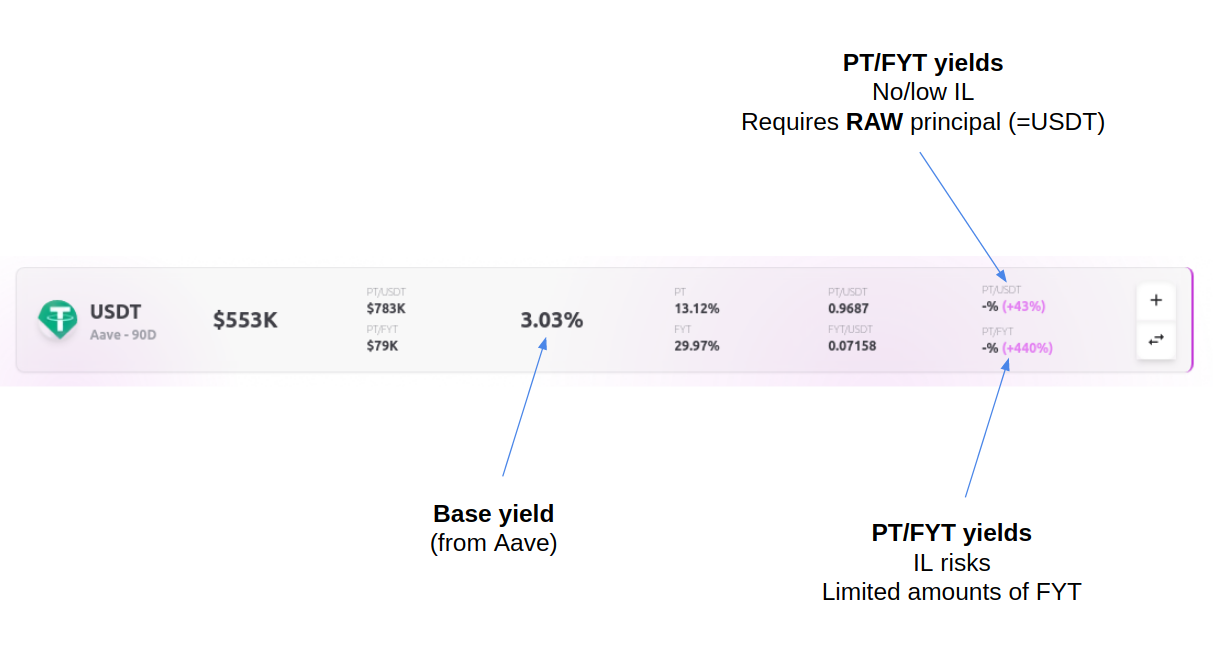 PT/FYT yields
No/low IL
Requires RAW principal (=USDT)
USDT
Aave - 90D
$553K
PT/USDT
$783K
PT/FYT
$79K
3.03%
PT
13.12%
FYT
29.97%
PT/USDT
0.9687
FYT/USDT
0.07158
PT/USDT
-% (+43%)
PT/FYT
-% (+440%)
+
Base yield
(from Aave)
PT/FYT yields
IL risks
Limited amounts of FYT